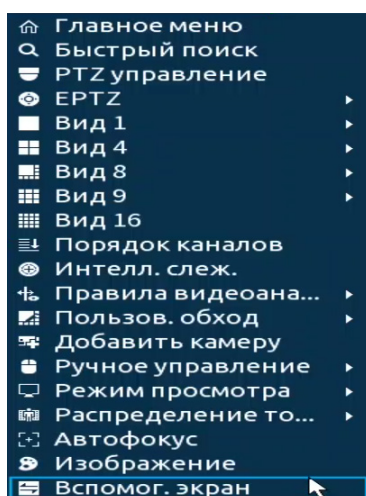 Главное меню
Быстрый поиск
PTZ управление
EPTZ
Вид 1
Вид 4
Вид 8
Вид 9
Вид 16
Порядок каналов
Интелл. слеж.
Правила видеоана...
Пользов. обход
Добавить камеру
Ручное управление
Режим просмотра
Распределение то...
Автофокус
Изображение
Вспомог. экран